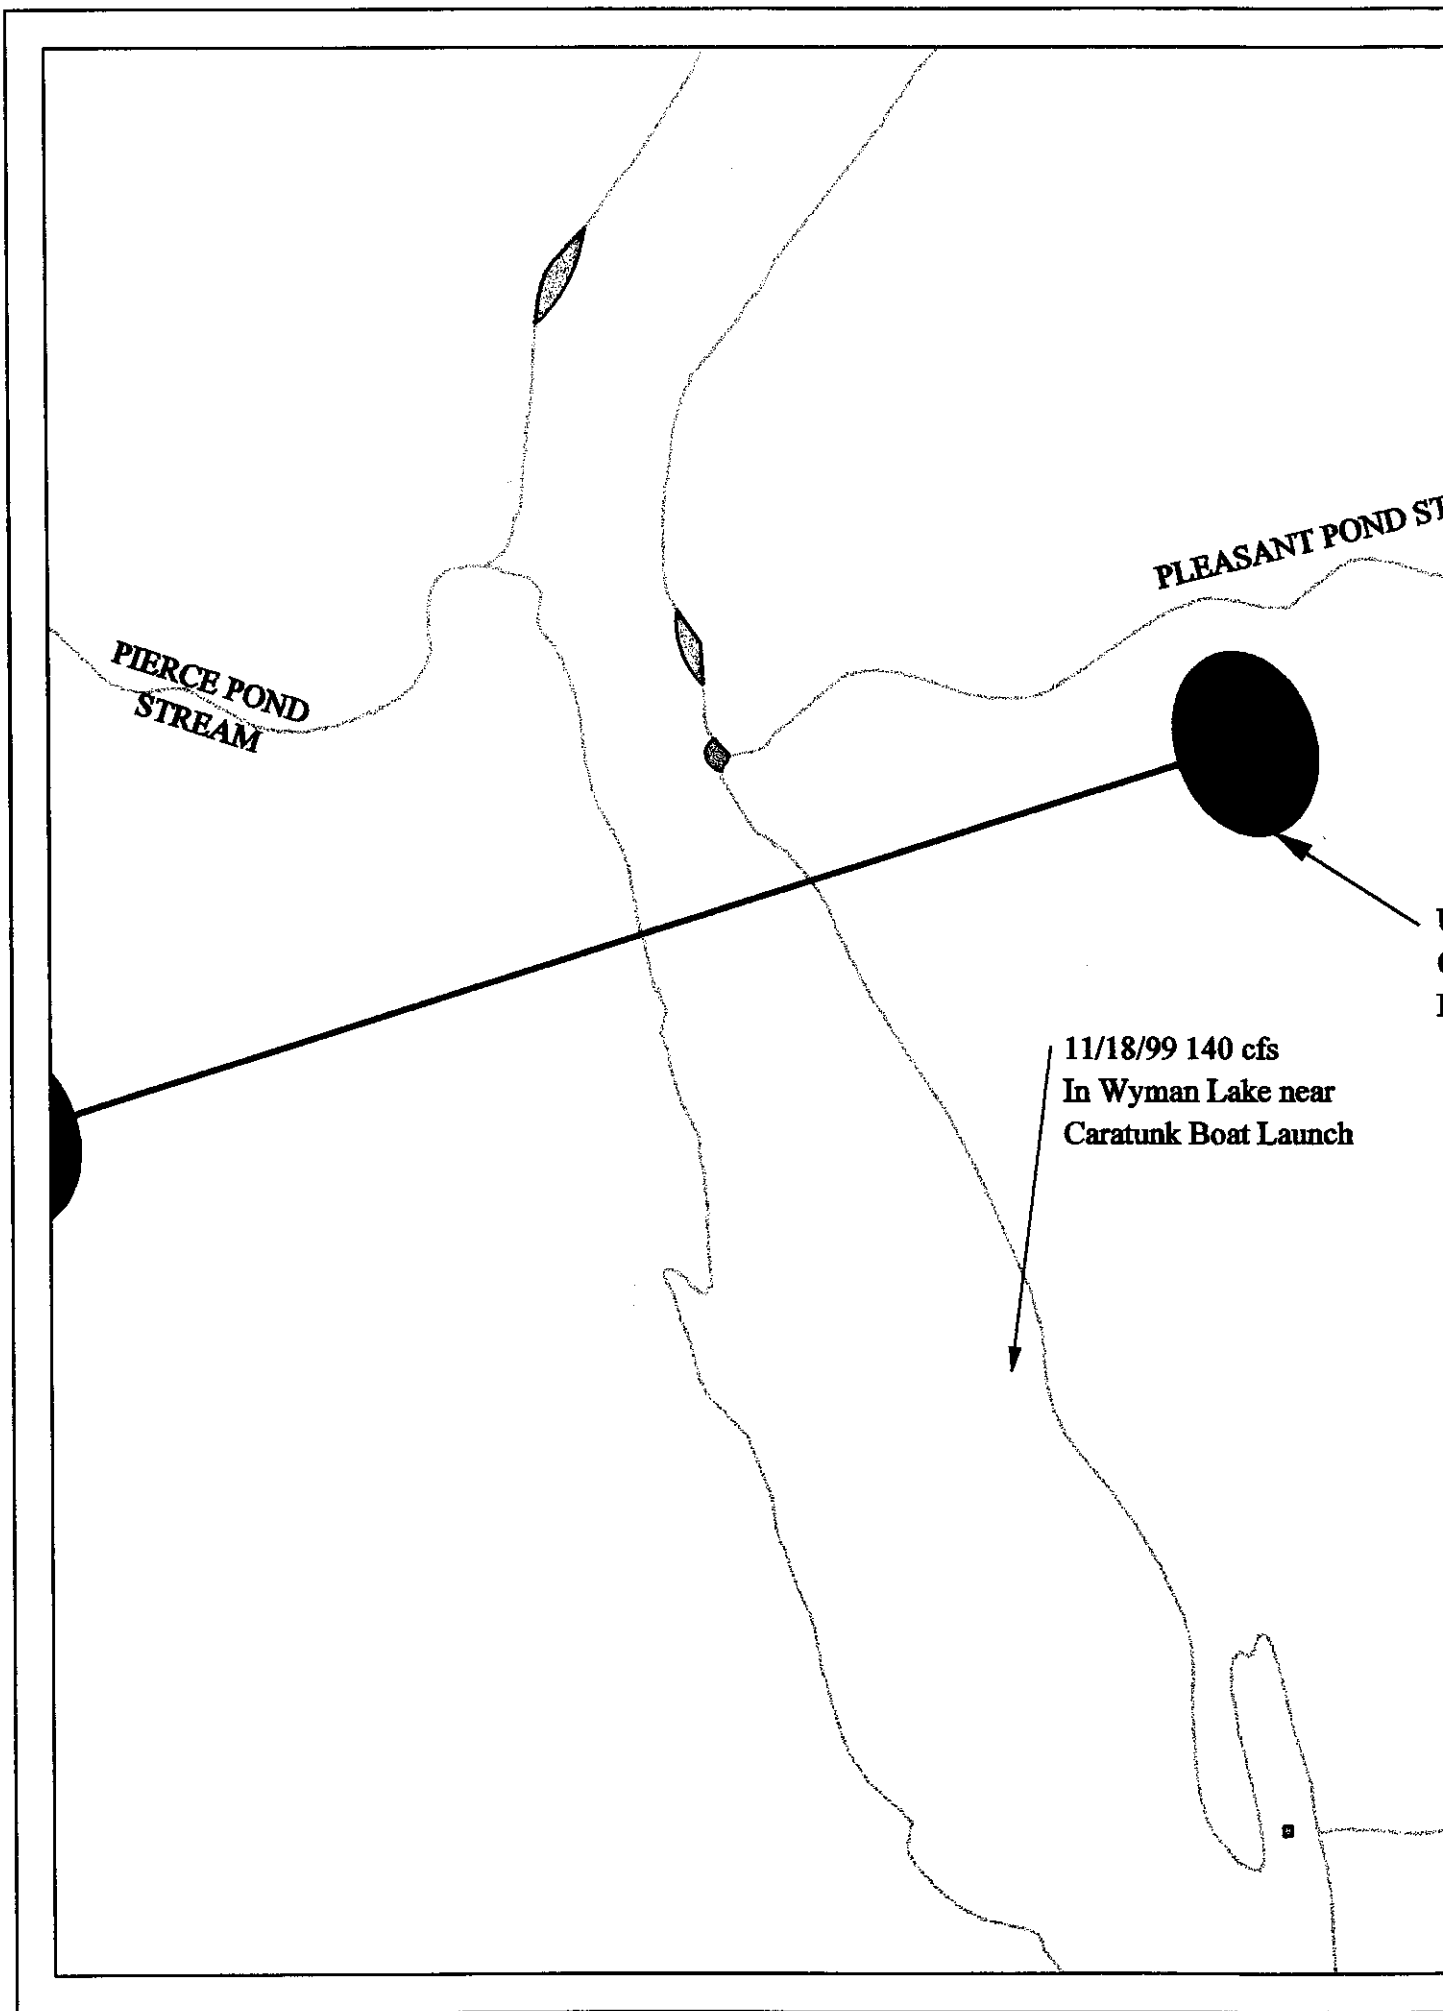 PLEASANT POND ST
PIERCE POND
STREAM
11/18/99 140 cfs
In Wyman Lake near
Caratunk Boat Launch